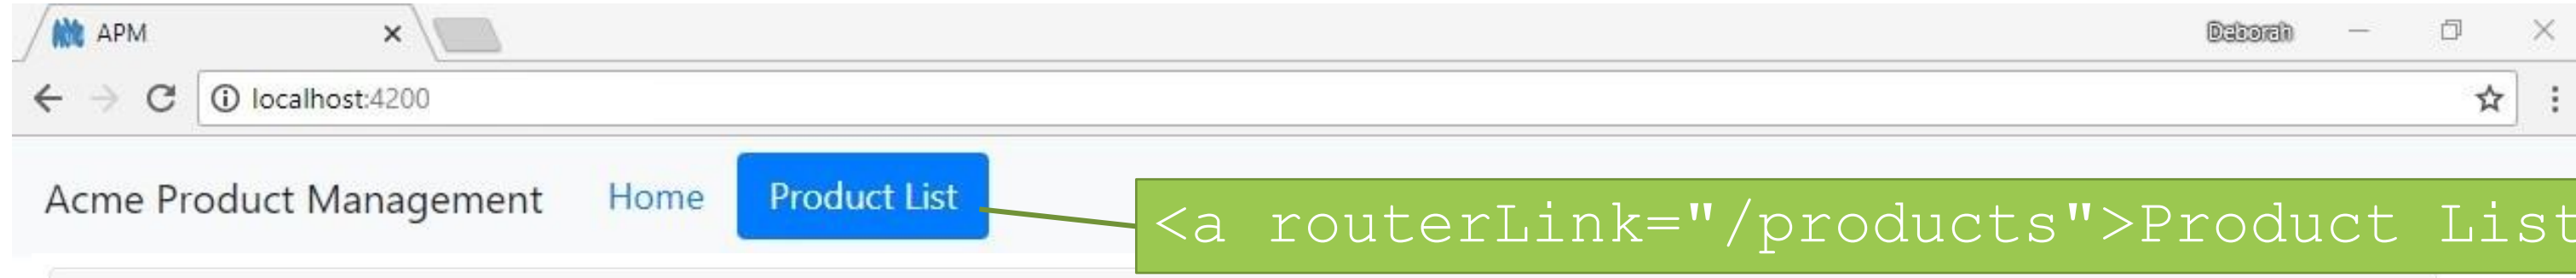 APM
Deborah
localhost:4200
Acme Product Management Home Product List
<a routerLink="/products">Product List